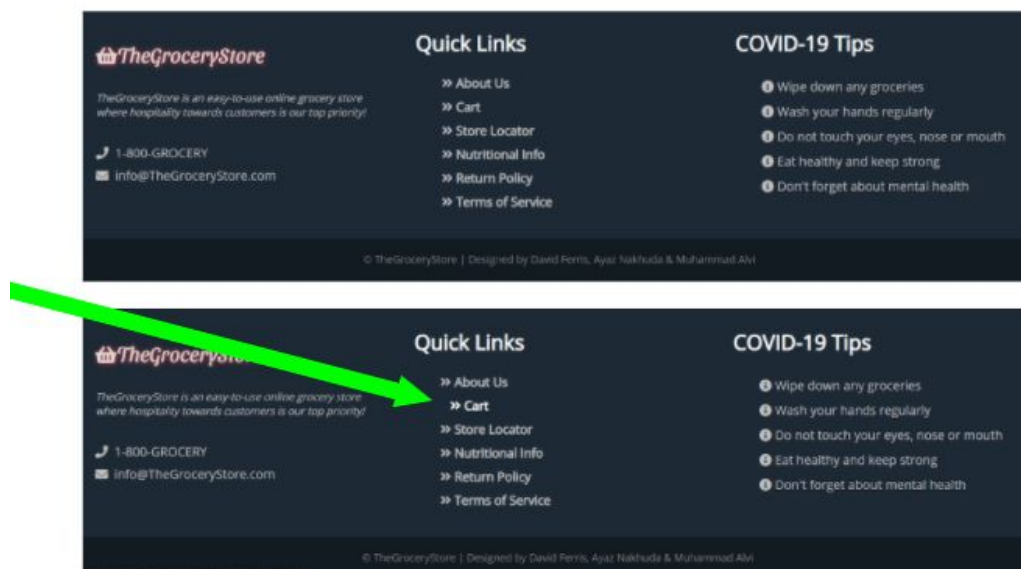 TheGroceryStore
TheGroceryStore is an easy-to-use online grocery store
where hospitality towards customers is our top priority!
1-800-GROCERY
info@TheGroceryStore.com
Quick Links
» About Us
» Cart
» Store Locator
» Nutritional Info
» Return Policy
» Terms of Service
COVID-19 Tips
Wipe down any groceries
Wash your hands regularly
Do not touch your eyes, nose or mouth
Eat healthy and keep strong
Don't forget about mental health
© TheGroceryStore | Designed by David Ferris, Ayaz Nakhuda & Muhammad Alvi
TheGroceryStore
TheGroceryStore is an easy-to-use online grocery store
where hospitality towards customers is our top priority!
1-800-GROCERY
info@TheGroceryStore.com
Quick Links
» About Us
» Cart
» Store Locator
» Nutritional Info
» Return Policy
» Terms of Service
COVID-19 Tips
Wipe down any groceries
Wash your hands regularly
Do not touch your eyes, nose or mouth
Eat healthy and keep strong
Don't forget about mental health
© TheGroceryStore | Designed by David Ferris, Ayaz Nakhuda & Muhammad Alvi